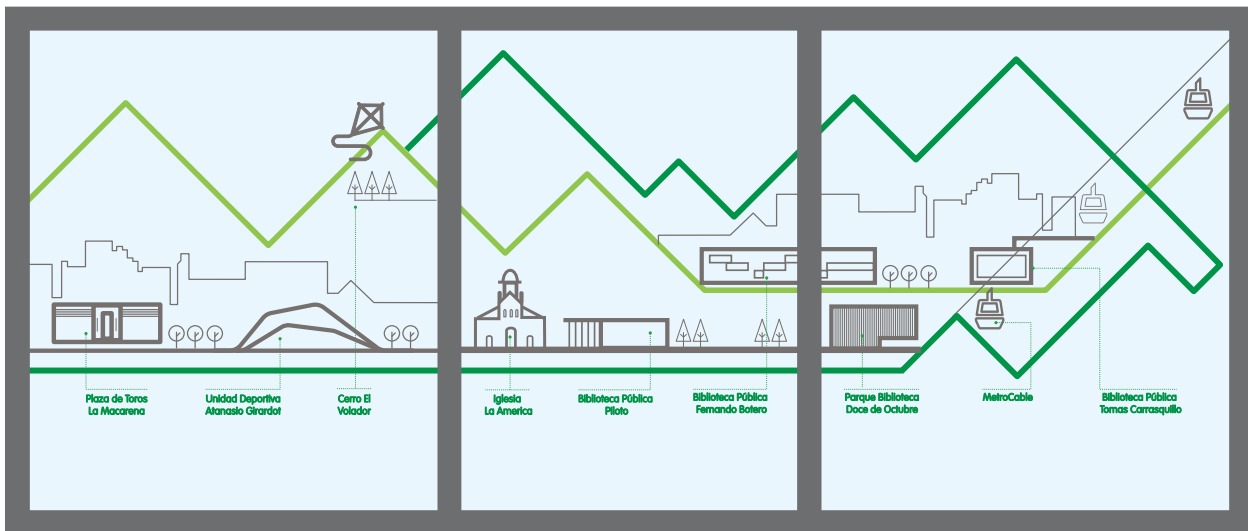 Plaza de Toros
La Macarena
Unidad Deportiva
Atanasio Girardot
Cerro El
Volador
Iglesia
La America
Biblioteca Pública
Piloto
Biblioteca Pública
Fernando Botero
Parque Biblioteca
Doce de Octubre
MetroCable
Biblioteca Pública
Tomas Carrasquillo